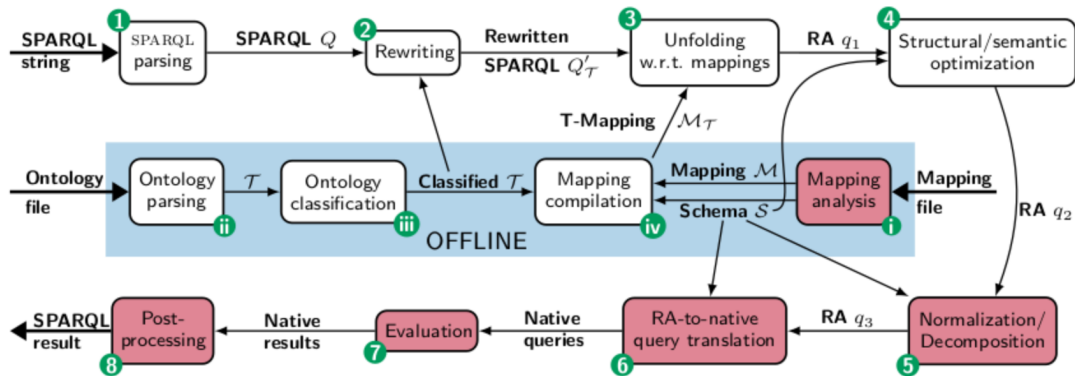 1
SPARQL
string
SPARQL
parsing
SPARQL Q
2
Rewriting
Rewritten
SPARQL Q′_𝒯
3
Unfolding
w.r.t. mappings
RA q₁
4
Structural/semantic
optimization
T-Mapping ℳ_𝒯
Ontology
file
Ontology
parsing
ii
𝒯
Ontology
classification
iii
Classified 𝒯
Mapping
compilation
iv
Mapping ℳ
Schema 𝒮
Mapping
analysis
i
Mapping
file
OFFLINE
RA q₂
SPARQL
result
Post-
processing
8
Native
results
Evaluation
7
Native
queries
RA-to-native
query translation
6
RA q₃
Normalization/
Decomposition
5